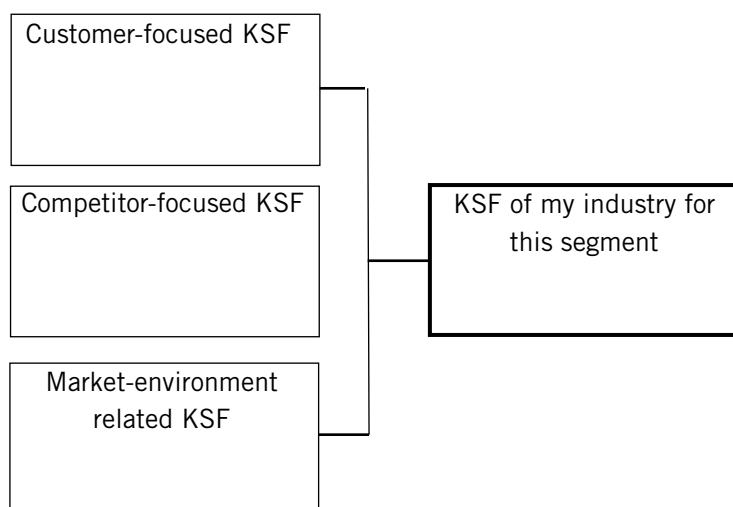 Customer-focused KSF
Competitor-focused KSF
KSF of my industry for
this segment
Market-environment
related KSF